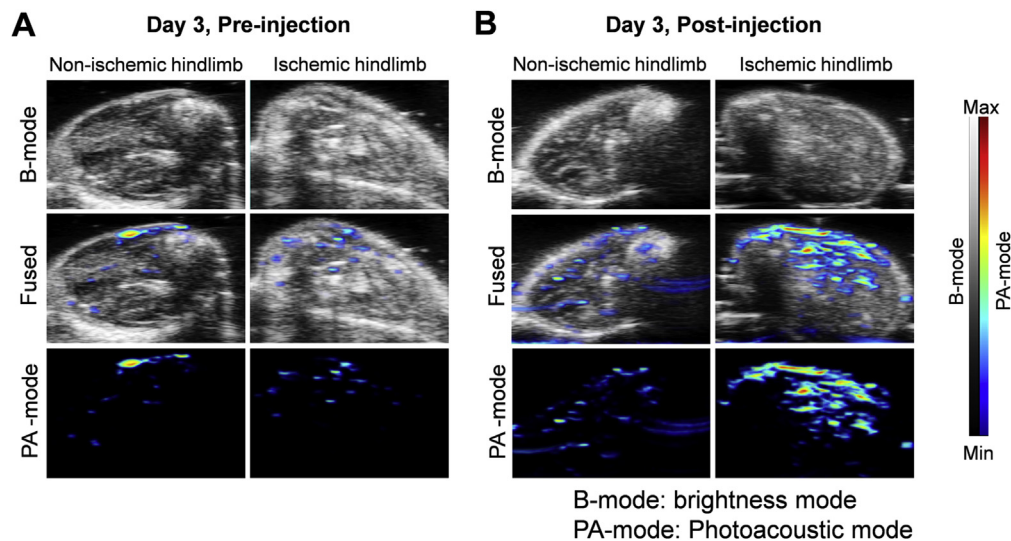 A
Day 3, Pre-injection
Non-ischemic hindlimb
Ischemic hindlimb
B-mode
Fused
PA -mode
B
Day 3, Post-injection
Non-ischemic hindlimb
Ischemic hindlimb
B-mode
Fused
PA -mode
Max
B-mode
PA-mode
Min
B-mode: brightness mode
PA-mode: Photoacoustic mode